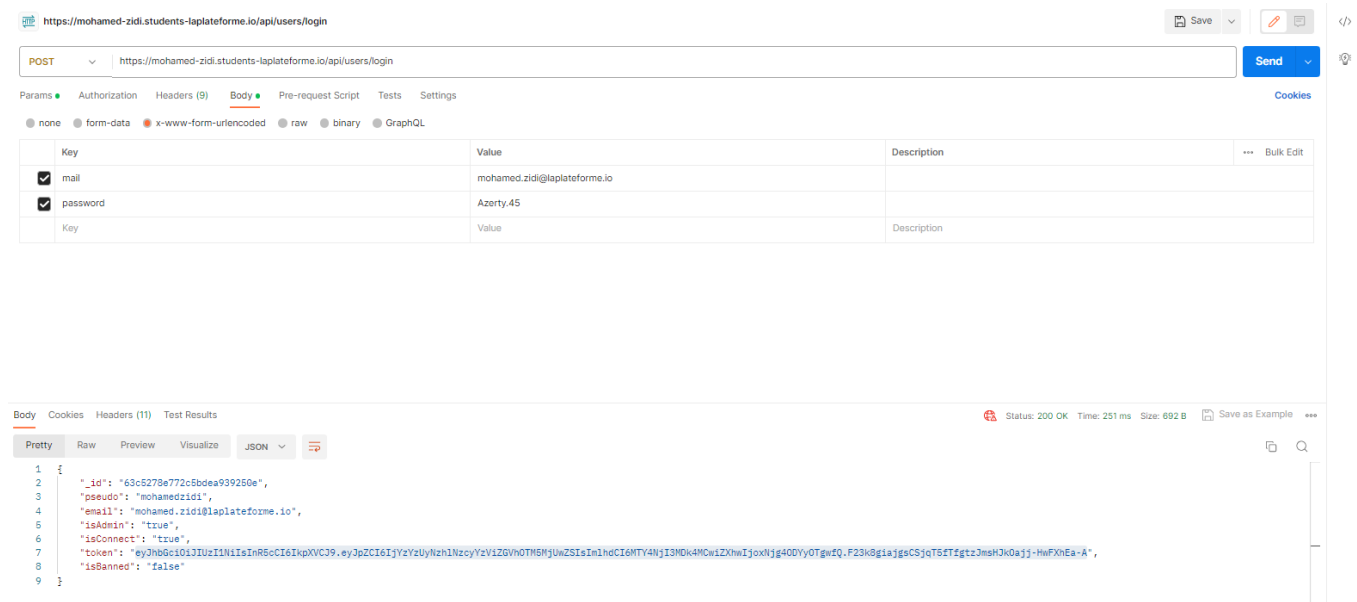 https://mohamed-zidi.students-laplateforme.io/api/users/login
Save
POST https://mohamed-zidi.students-laplateforme.io/api/users/login Send
Params Authorization Headers (9) Body Pre-request Script Tests Settings Cookies
none form-data x-www-form-urlencoded raw binary GraphQL
Key Value Description ••• Bulk Edit
mail mohamed.zidi@laplateforme.io
password Azerty.45
Key Value Description
Body Cookies Headers (11) Test Results Status: 200 OK Time: 251 ms Size: 692 B Save as Example
Pretty Raw Preview Visualize JSON
1 {
2 "_id": "63c5278e772c5bdea939250e",
3 "pseudo": "mohamedzidi",
4 "email": "mohamed.zidi@laplateforme.io",
5 "isAdmin": "true",
6 "isConnect": "true",
7 "token": "eyJhbGciOiJIUzI1NiIsInR5cCI6IkpXVCJ9.eyJpZCI6IjYzYzUyNzhlNzcyYzViZGVhOTM5MjUwZSIsImlhdCI6MTY4NjI3MDk4MCwiZXhwIjoxNjg4ODYyOTgwfQ.F23k8giajgsCSjqT5fTfgtzJmsHJkOajj-HwFXhEa-A",
8 "isBanned": "false"
9 }